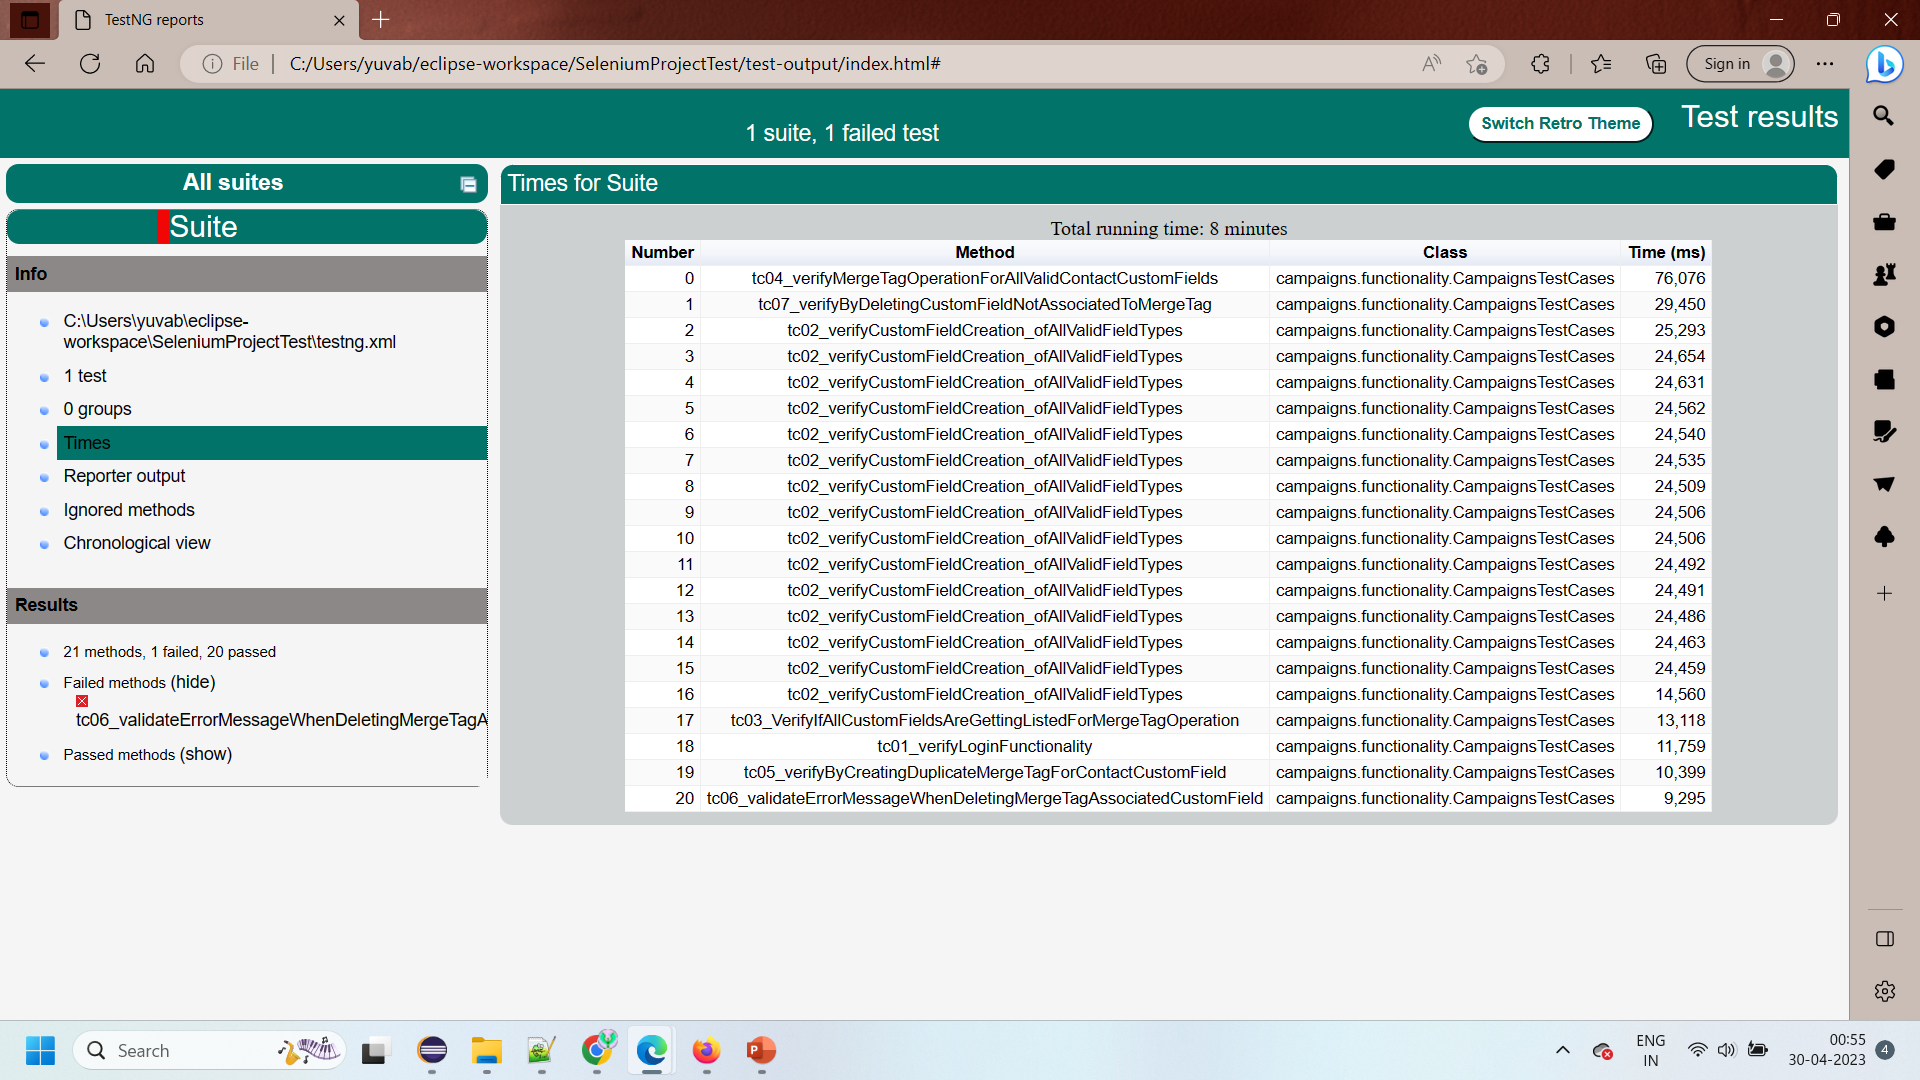 TestNG reports
File
C:/Users/yuvab/eclipse-workspace/SeleniumProjectTest/test-output/index.html#
Sign in
1 suite, 1 failed test
Switch Retro Theme
Test results
All suites
Suite
Info
C:\Users\yuvab\eclipse-
workspace\SeleniumProjectTest\testng.xml
1 test
0 groups
Times
Reporter output
Ignored methods
Chronological view
Results
21 methods, 1 failed, 20 passed
Failed methods (hide)
tc06_validateErrorMessageWhenDeletingMergeTagA
Passed methods (show)
Times for Suite
Total running time: 8 minutes
Number Method Class Time (ms)
0 tc04_verifyMergeTagOperationForAllValidContactCustomFields campaigns.functionality.CampaignsTestCases 76,076
1 tc07_verifyByDeletingCustomFieldNotAssociatedToMergeTag campaigns.functionality.CampaignsTestCases 29,450
2 tc02_verifyCustomFieldCreation_ofAllValidFieldTypes campaigns.functionality.CampaignsTestCases 25,293
3 tc02_verifyCustomFieldCreation_ofAllValidFieldTypes campaigns.functionality.CampaignsTestCases 24,654
4 tc02_verifyCustomFieldCreation_ofAllValidFieldTypes campaigns.functionality.CampaignsTestCases 24,631
5 tc02_verifyCustomFieldCreation_ofAllValidFieldTypes campaigns.functionality.CampaignsTestCases 24,562
6 tc02_verifyCustomFieldCreation_ofAllValidFieldTypes campaigns.functionality.CampaignsTestCases 24,540
7 tc02_verifyCustomFieldCreation_ofAllValidFieldTypes campaigns.functionality.CampaignsTestCases 24,535
8 tc02_verifyCustomFieldCreation_ofAllValidFieldTypes campaigns.functionality.CampaignsTestCases 24,509
9 tc02_verifyCustomFieldCreation_ofAllValidFieldTypes campaigns.functionality.CampaignsTestCases 24,506
10 tc02_verifyCustomFieldCreation_ofAllValidFieldTypes campaigns.functionality.CampaignsTestCases 24,506
11 tc02_verifyCustomFieldCreation_ofAllValidFieldTypes campaigns.functionality.CampaignsTestCases 24,492
12 tc02_verifyCustomFieldCreation_ofAllValidFieldTypes campaigns.functionality.CampaignsTestCases 24,491
13 tc02_verifyCustomFieldCreation_ofAllValidFieldTypes campaigns.functionality.CampaignsTestCases 24,486
14 tc02_verifyCustomFieldCreation_ofAllValidFieldTypes campaigns.functionality.CampaignsTestCases 24,463
15 tc02_verifyCustomFieldCreation_ofAllValidFieldTypes campaigns.functionality.CampaignsTestCases 24,459
16 tc02_verifyCustomFieldCreation_ofAllValidFieldTypes campaigns.functionality.CampaignsTestCases 14,560
17 tc03_VerifyIfAllCustomFieldsAreGettingListedForMergeTagOperation campaigns.functionality.CampaignsTestCases 13,118
18 tc01_verifyLoginFunctionality campaigns.functionality.CampaignsTestCases 11,759
19 tc05_verifyByCreatingDuplicateMergeTagForContactCustomField campaigns.functionality.CampaignsTestCases 10,399
20 tc06_validateErrorMessageWhenDeletingMergeTagAssociatedCustomField campaigns.functionality.CampaignsTestCases 9,295
Search
ENG
IN
00:55
30-04-2023
4